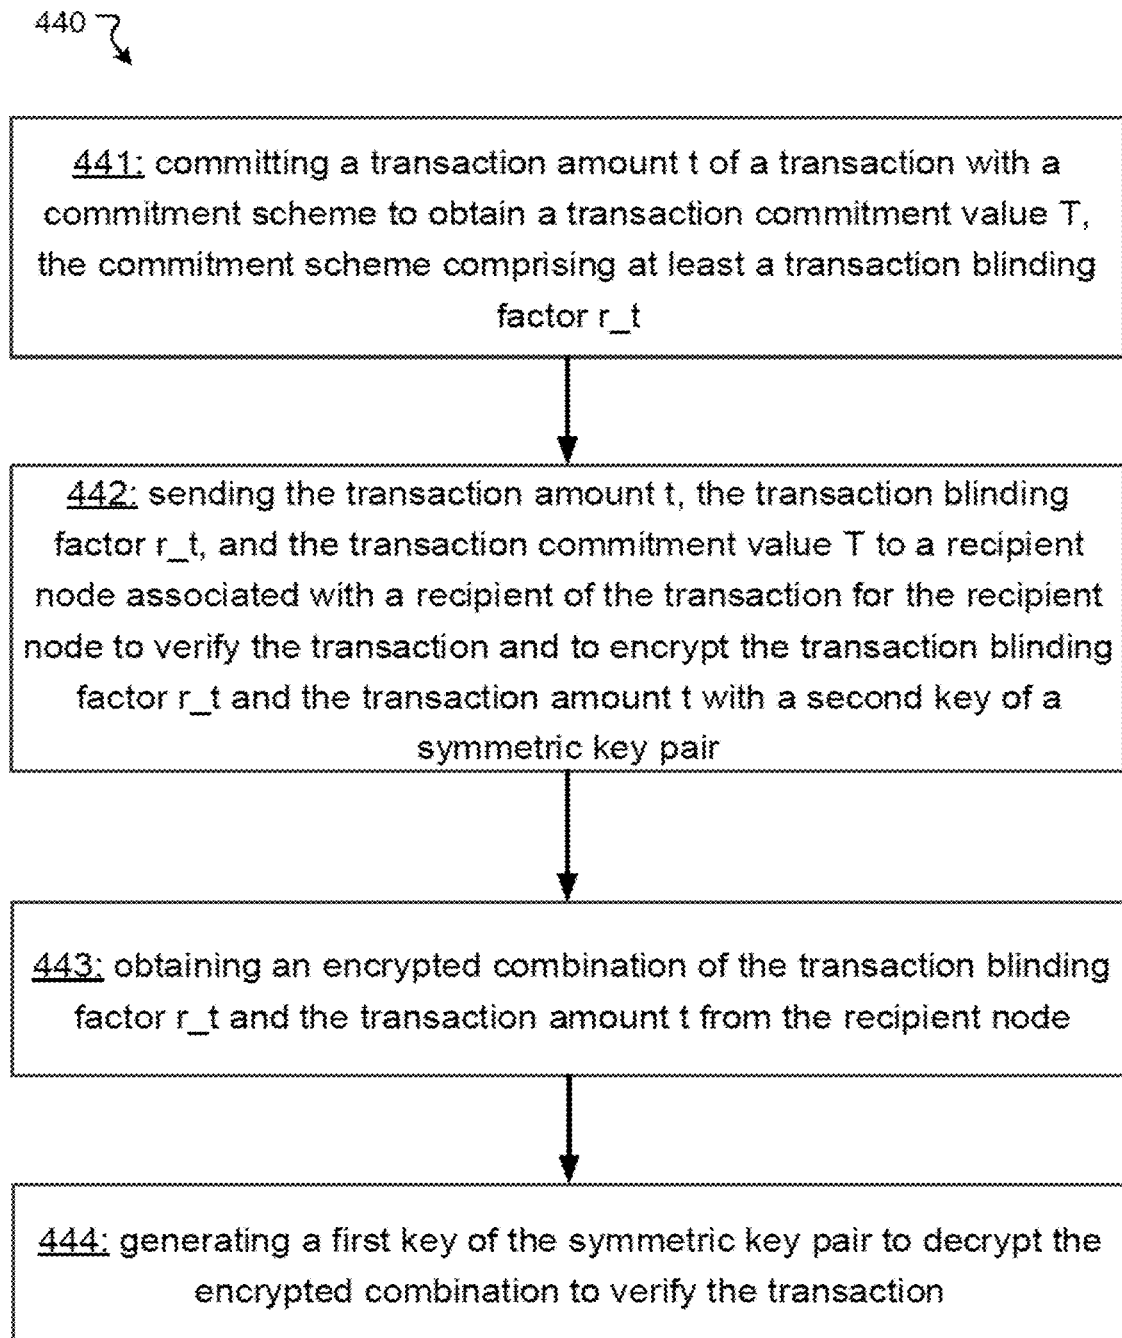 440
441: committing a transaction amount t of a transaction with a
commitment scheme to obtain a transaction commitment value T,
the commitment scheme comprising at least a transaction blinding
factor r_t
442: sending the transaction amount t, the transaction blinding
factor r_t, and the transaction commitment value T to a recipient
node associated with a recipient of the transaction for the recipient
node to verify the transaction and to encrypt the transaction blinding
factor r_t and the transaction amount t with a second key of a
symmetric key pair
443: obtaining an encrypted combination of the transaction blinding
factor r_t and the transaction amount t from the recipient node
444: generating a first key of the symmetric key pair to decrypt the
encrypted combination to verify the transaction